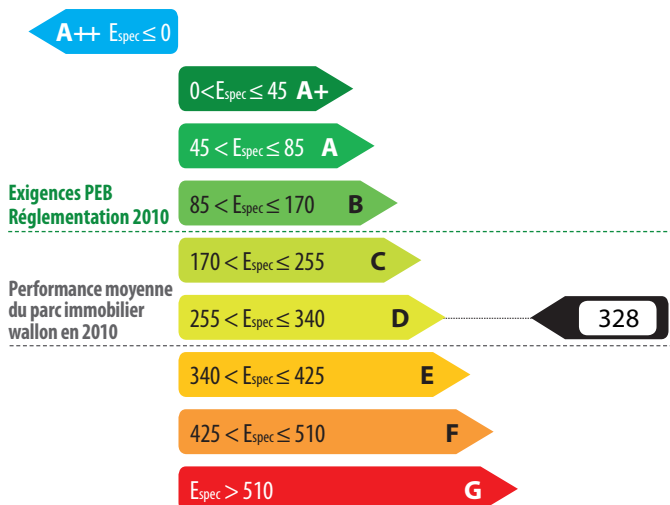 A++ Espec ≤ 0
0<Espec ≤ 45 A+
45 < Espec ≤ 85 A
Exigences PEB
Réglementation 2010
85 < Espec ≤ 170 B
170 < Espec ≤ 255 C
Performance moyenne
du parc immobilier
wallon en 2010
255 < Espec ≤ 340 D
328
340 < Espec ≤ 425 E
425 < Espec ≤ 510 F
Espec > 510 G